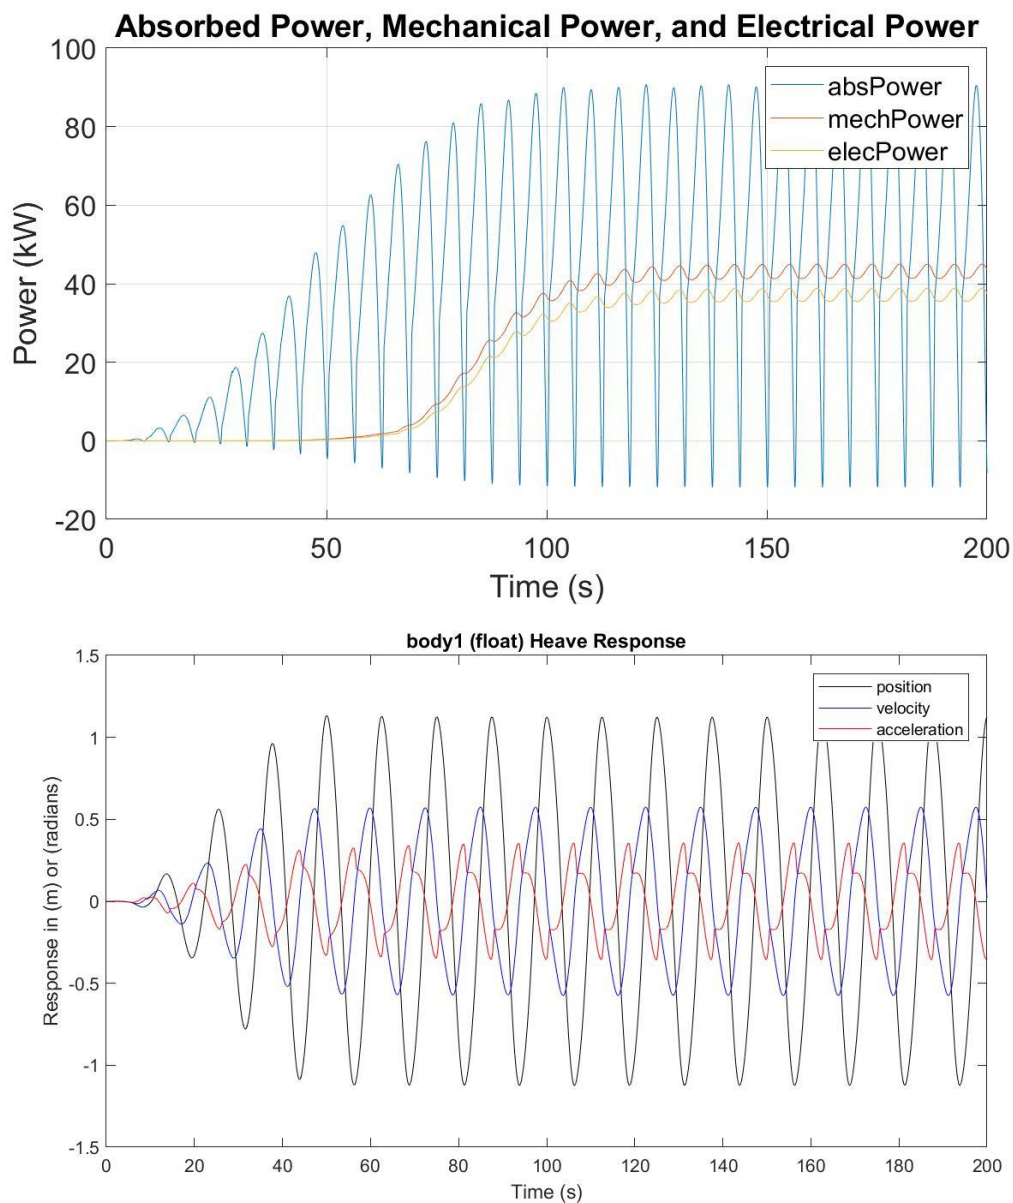 Absorbed Power, Mechanical Power, and Electrical Power
100
80
60
40
20
0
-20
Power (kW)
absPower
mechPower
elecPower
0 50 100 150 200
Time (s)
body1 (float) Heave Response
1.5
1
0.5
0
-0.5
-1
-1.5
Response in (m) or (radians)
position
velocity
acceleration
0 20 40 60 80 100 120 140 160 180 200
Time (s)